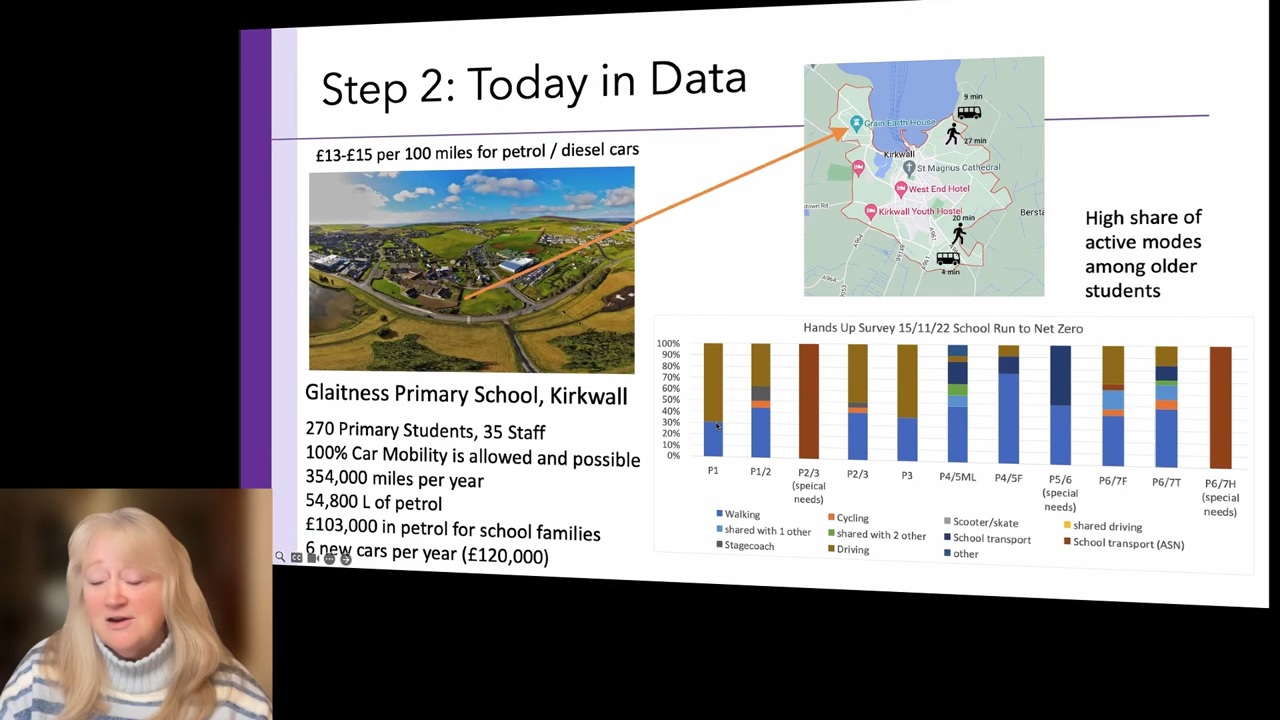 Step 2: Today in Data
£13-£15 per 100 miles for petrol / diesel cars
9 min
Grain Earth House
27 min
Kirkwall
St Magnus Cathedral
West End Hotel
Kirkwall Youth Hostel
20 min
Bersta
A964
A961
4 min
A964
High share of
active modes
among older
students
Glaitness Primary School, Kirkwall
270 Primary Students, 35 Staff
100% Car Mobility is allowed and possible
354,000 miles per year
54,800 L of petrol
£103,000 in petrol for school families
6 new cars per year (£120,000)
Hands Up Survey 15/11/22 School Run to Net Zero
100%
90%
80%
70%
60%
50%
40%
30%
20%
10%
0%
P1
P1/2
P2/3
(speical
needs)
P2/3
P3
P4/5ML
P4/5F
P5/6
(special
needs)
P6/7F
P6/7T
P6/7H
(special
needs)
Walking
Cycling
Scooter/skate
shared driving
shared with 1 other
shared with 2 other
School transport
School transport (ASN)
Stagecoach
Driving
other